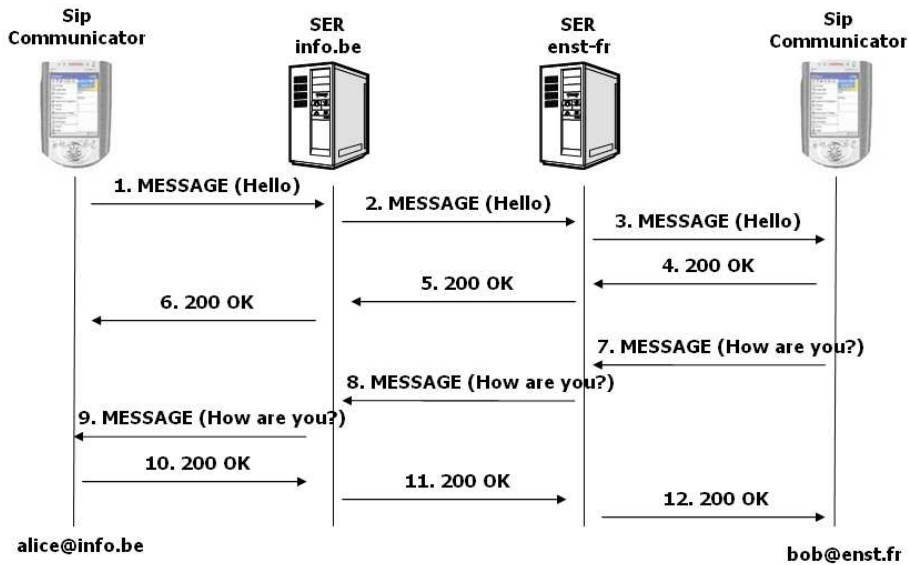 Sip
Communicator
SER
info.be
SER
enst-fr
Sip
Communicator
1. MESSAGE (Hello)
2. MESSAGE (Hello)
3. MESSAGE (Hello)
4. 200 OK
5. 200 OK
6. 200 OK
7. MESSAGE (How are you?)
8. MESSAGE (How are you?)
9. MESSAGE (How are you?)
10. 200 OK
11. 200 OK
12. 200 OK
alice@info.be
bob@enst.fr